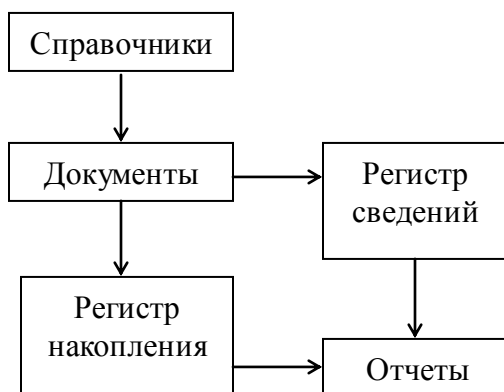 Справочники
Документы
Регистр
сведений
Регистр
накопления
Отчеты